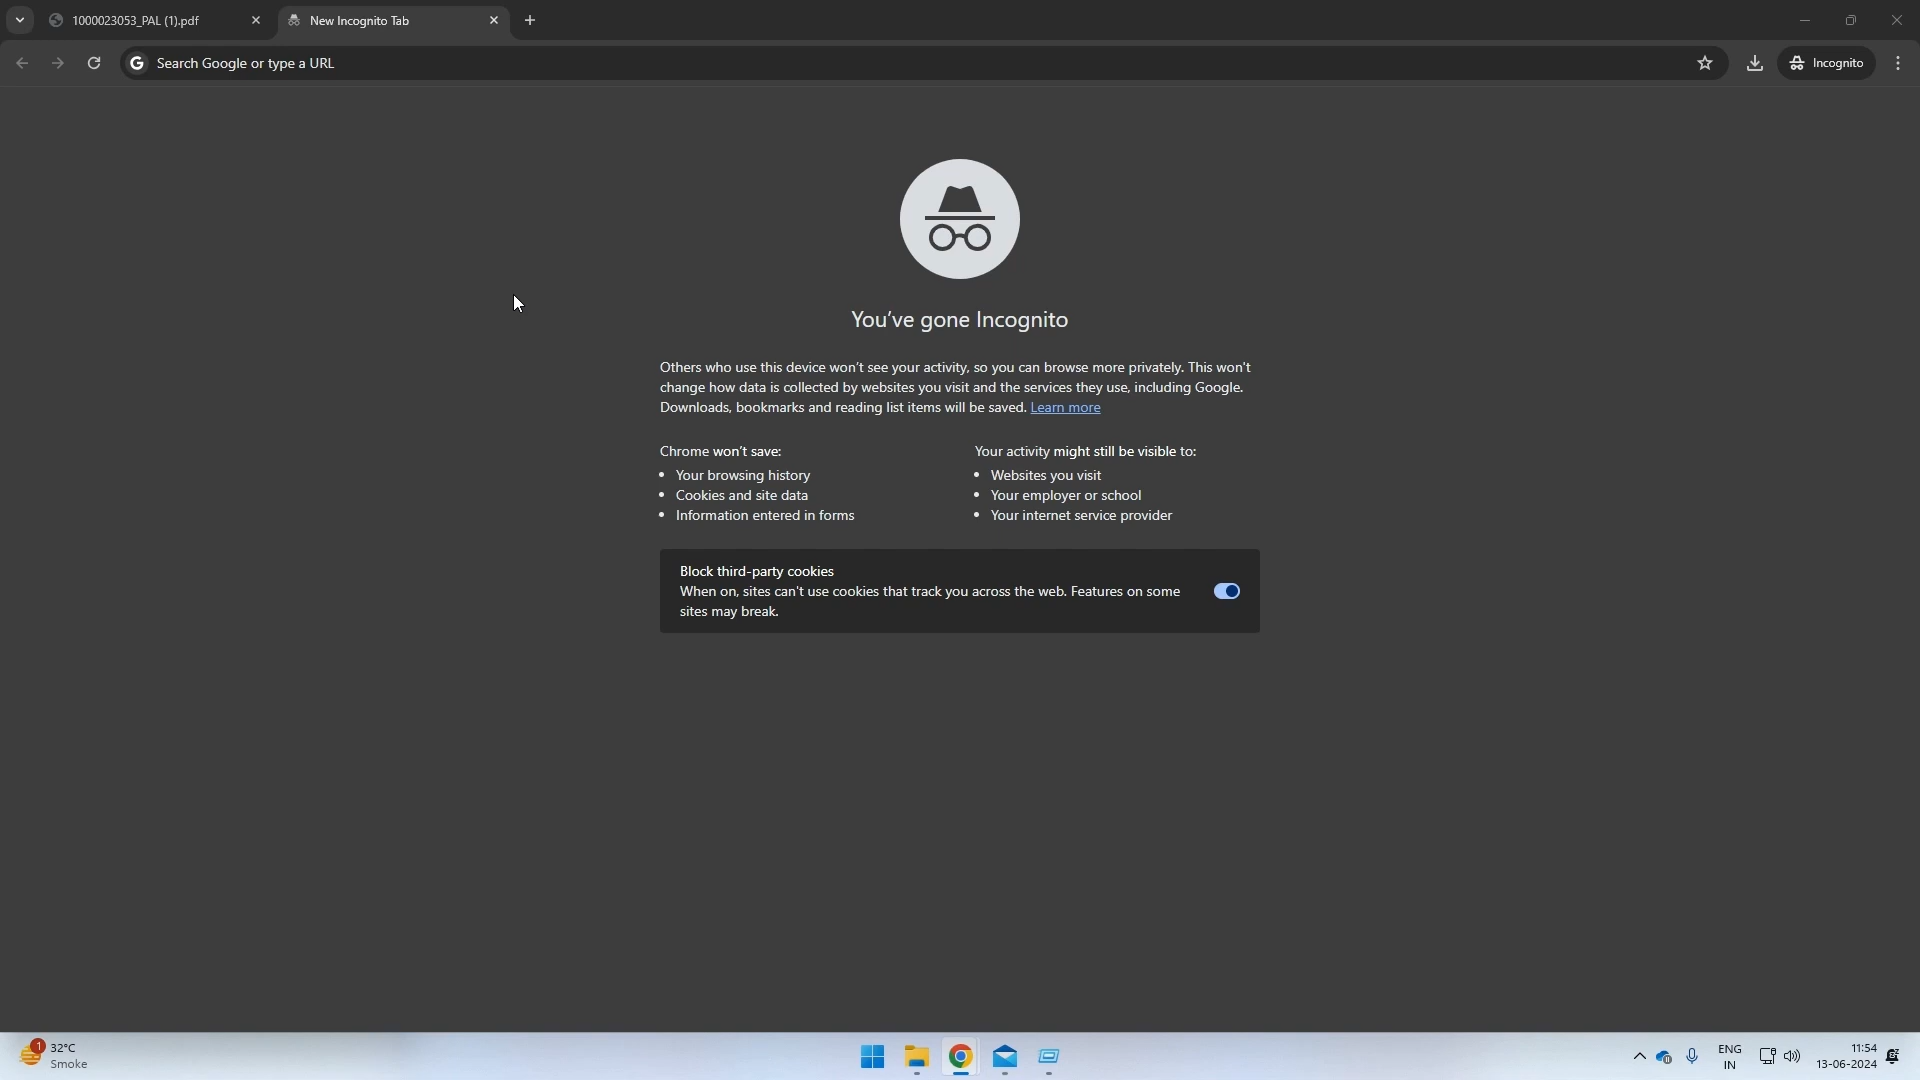 1000023053_PAL (1).pdf
New Incognito Tab
Search Google or type a URL
Incognito
You've gone Incognito
Others who use this device won't see your activity, so you can browse more privately. This won't
change how data is collected by websites you visit and the services they use, including Google.
Downloads, bookmarks and reading list items will be saved. Learn more
Chrome won't save:
Your browsing history
Cookies and site data
Information entered in forms
Your activity might still be visible to:
Websites you visit
Your employer or school
Your internet service provider
Block third-party cookies
When on, sites can't use cookies that track you across the web. Features on some
sites may break.
1
32°C
Smoke
ENG
IN
11:54
13-06-2024